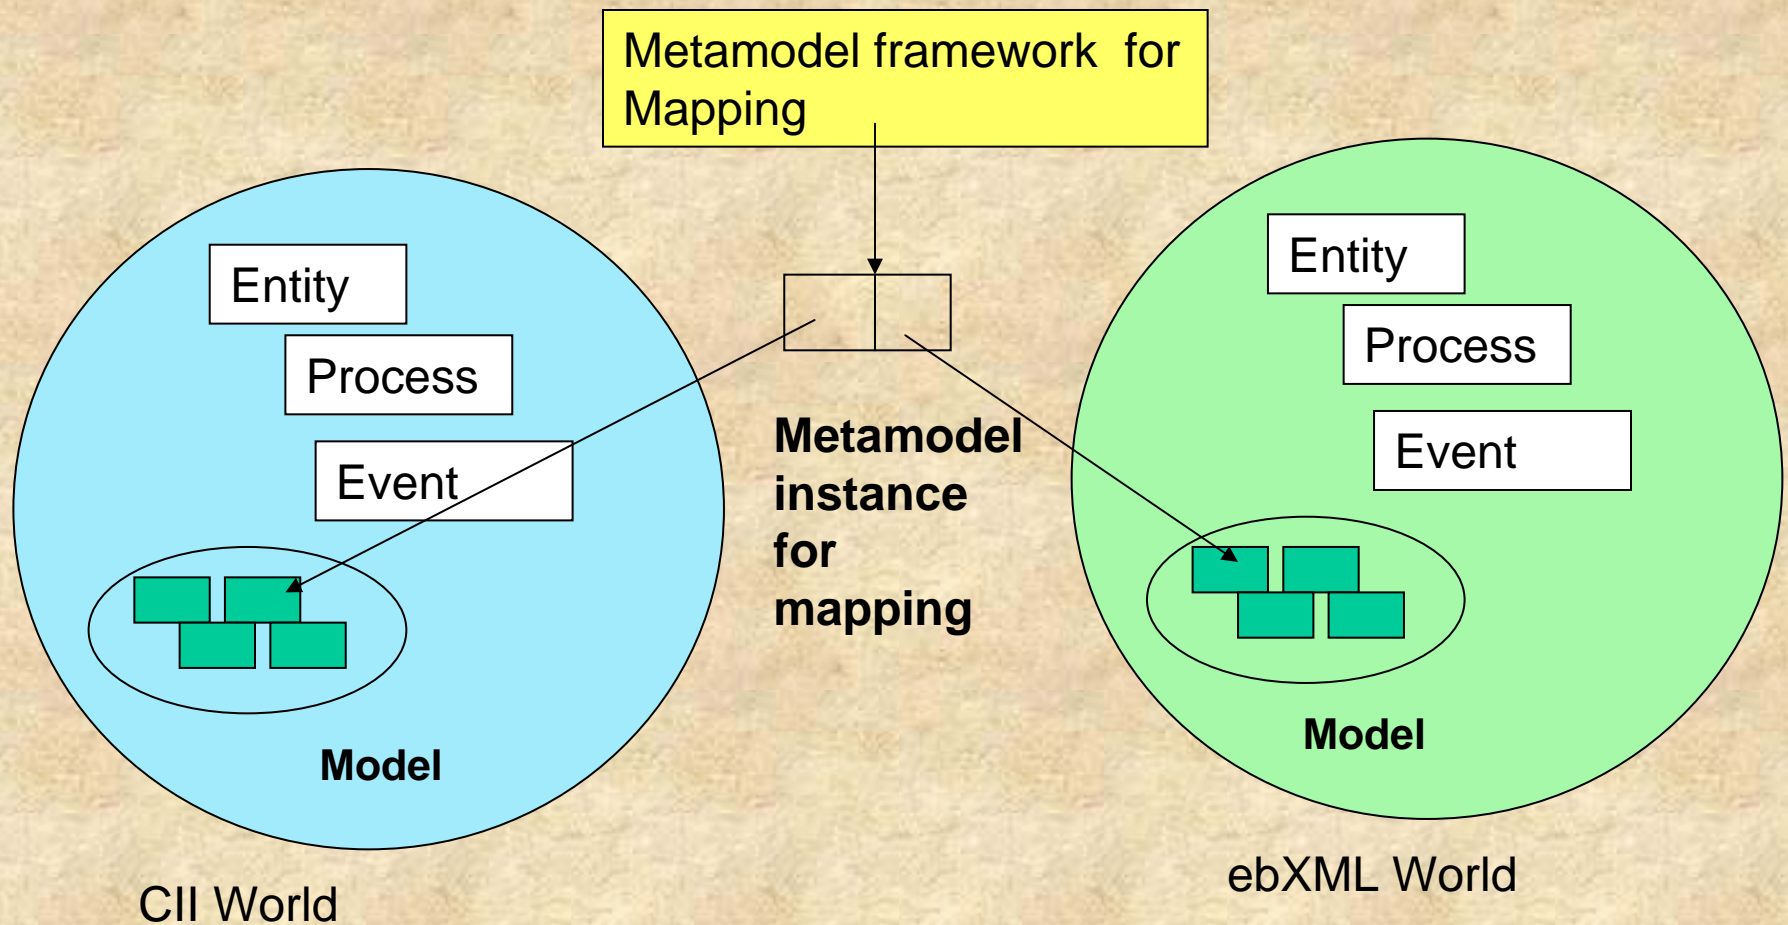 Metamodel framework for
Mapping
Entity
Process
Event
Model
CII World
Metamodel
instance
for
mapping
Entity
Process
Event
Model
ebXML World